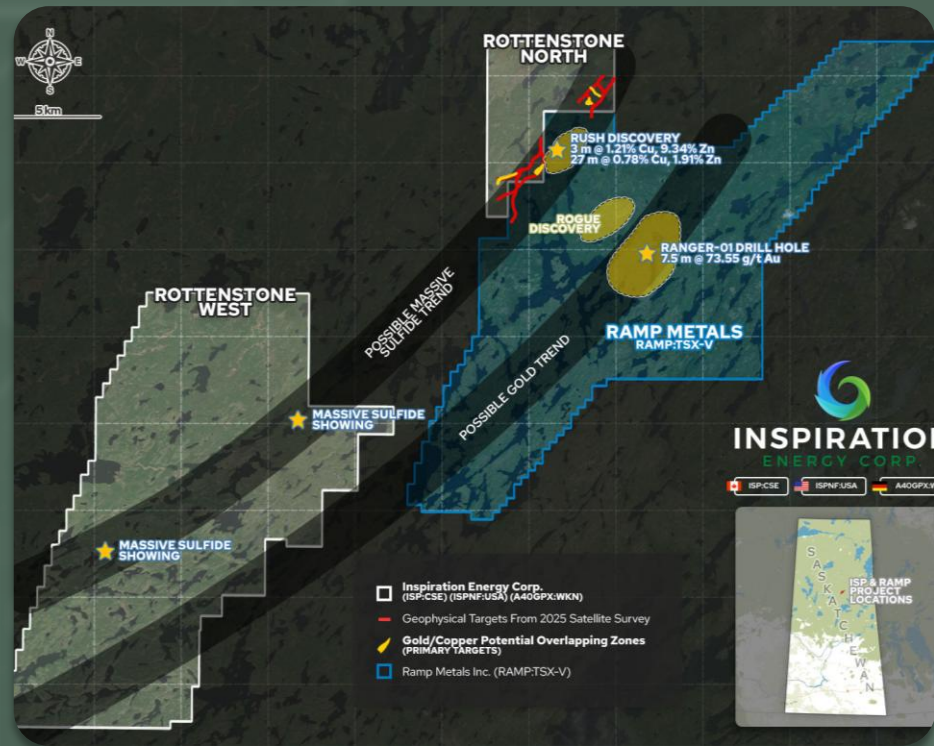 N
W
E
S
5 km
ROTTENSTONE
NORTH
RUSH DISCOVERY
3 m @ 1.21% Cu, 9.34% Zn
27 m @ 0.78% Cu, 1.91% Zn
ROGUE
DISCOVERY
RANGER-01 DRILL HOLE
7.5 m @ 73.55 g/t Au
ROTTENSTONE
WEST
POSSIBLE MASSIVE
SULFIDE TREND
RAMP METALS
RAMP:TSX-V
POSSIBLE GOLD TREND
MASSIVE SULFIDE
SHOWING
MASSIVE SULFIDE
SHOWING
INSPIRATION
ENERGY CORP
ISP:CSE
ISPNF:USA
A40GPX:W
SASKATCHEWAN
ISP & RAMP
PROJECT
LOCATIONS
Inspiration Energy Corp.
(ISP:CSE) (ISPNF:USA) (A40GPX:WKN)
Geophysical Targets From 2025 Satellite Survey
Gold/Copper Potential Overlapping Zones
(PRIMARY TARGETS)
Ramp Metals Inc. (RAMP:TSX-V)